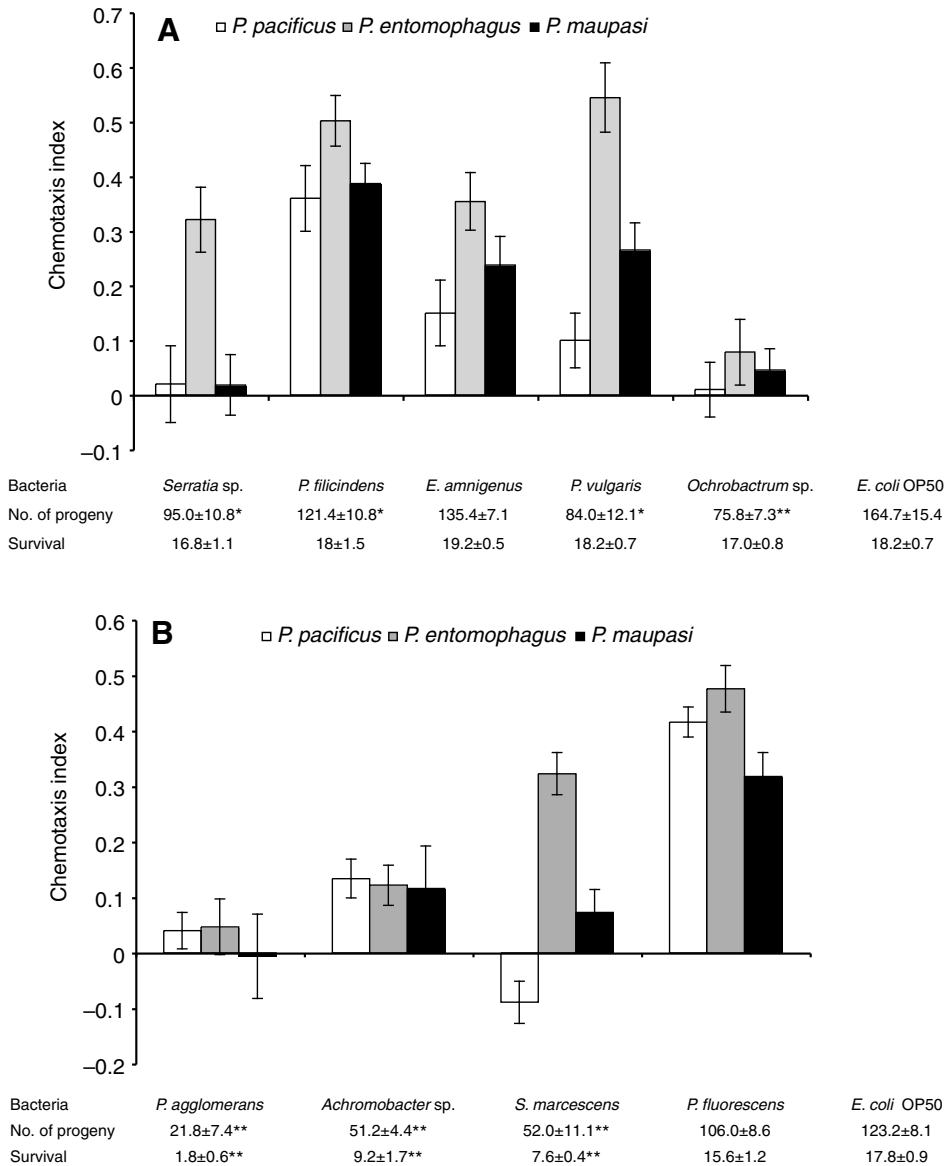 A
P. pacificus P. entomophagus P. maupasi
Chemotaxis index
0.7
0.6
0.5
0.4
0.3
0.2
0.1
0
–0.1
Bacteria Serratia sp. P. filicindens E. amnigenus P. vulgaris Ochrobactrum sp. E. coli OP50
No. of progeny 95.0±10.8* 121.4±10.8* 135.4±7.1 84.0±12.1* 75.8±7.3** 164.7±15.4
Survival 16.8±1.1 18±1.5 19.2±0.5 18.2±0.7 17.0±0.8 18.2±0.7
B
P. pacificus P. entomophagus P. maupasi
Chemotaxis index
0.6
0.5
0.4
0.3
0.2
0.1
0
–0.1
–0.2
Bacteria P. agglomerans Achromobacter sp. S. marcescens P. fluorescens E. coli OP50
No. of progeny 21.8±7.4** 51.2±4.4** 52.0±11.1** 106.0±8.6 123.2±8.1
Survival 1.8±0.6** 9.2±1.7** 7.6±0.4** 15.6±1.2 17.8±0.9